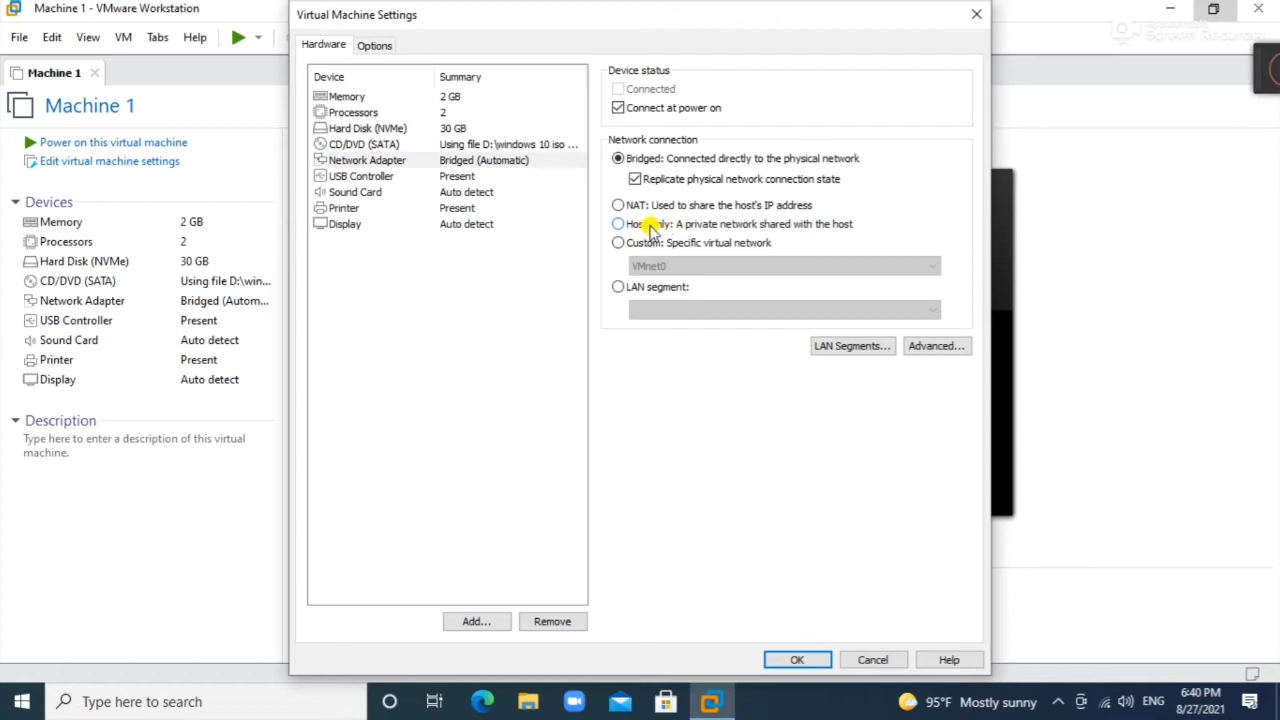 Machine 1 - VMware Workstation
File Edit View VM Tabs Help
Machine 1
Machine 1
Power on this virtual machine
Edit virtual machine settings
Devices
Memory 2 GB
Processors 2
Hard Disk (NVMe) 30 GB
CD/DVD (SATA) Using file D:\win...
Network Adapter Bridged (Autom...
USB Controller Present
Sound Card Auto detect
Printer Present
Display Auto detect
Description
Type here to enter a description of this virtual
machine.
Virtual Machine Settings
Hardware Options
Device Summary
Memory 2 GB
Processors 2
Hard Disk (NVMe) 30 GB
CD/DVD (SATA) Using file D:\windows 10 iso ...
Network Adapter Bridged (Automatic)
USB Controller Present
Sound Card Auto detect
Printer Present
Display Auto detect
Add... Remove
Device status
Connected
Connect at power on
Network connection
Bridged: Connected directly to the physical network
Replicate physical network connection state
NAT: Used to share the host's IP address
A private network shared with the host
Custom: Specific virtual network
VMnet0
LAN segment:
LAN Segments... Advanced...
OK Cancel Help
Screen Recorder
Type here to search
95°F Mostly sunny
ENG
6:40 PM
8/27/2021